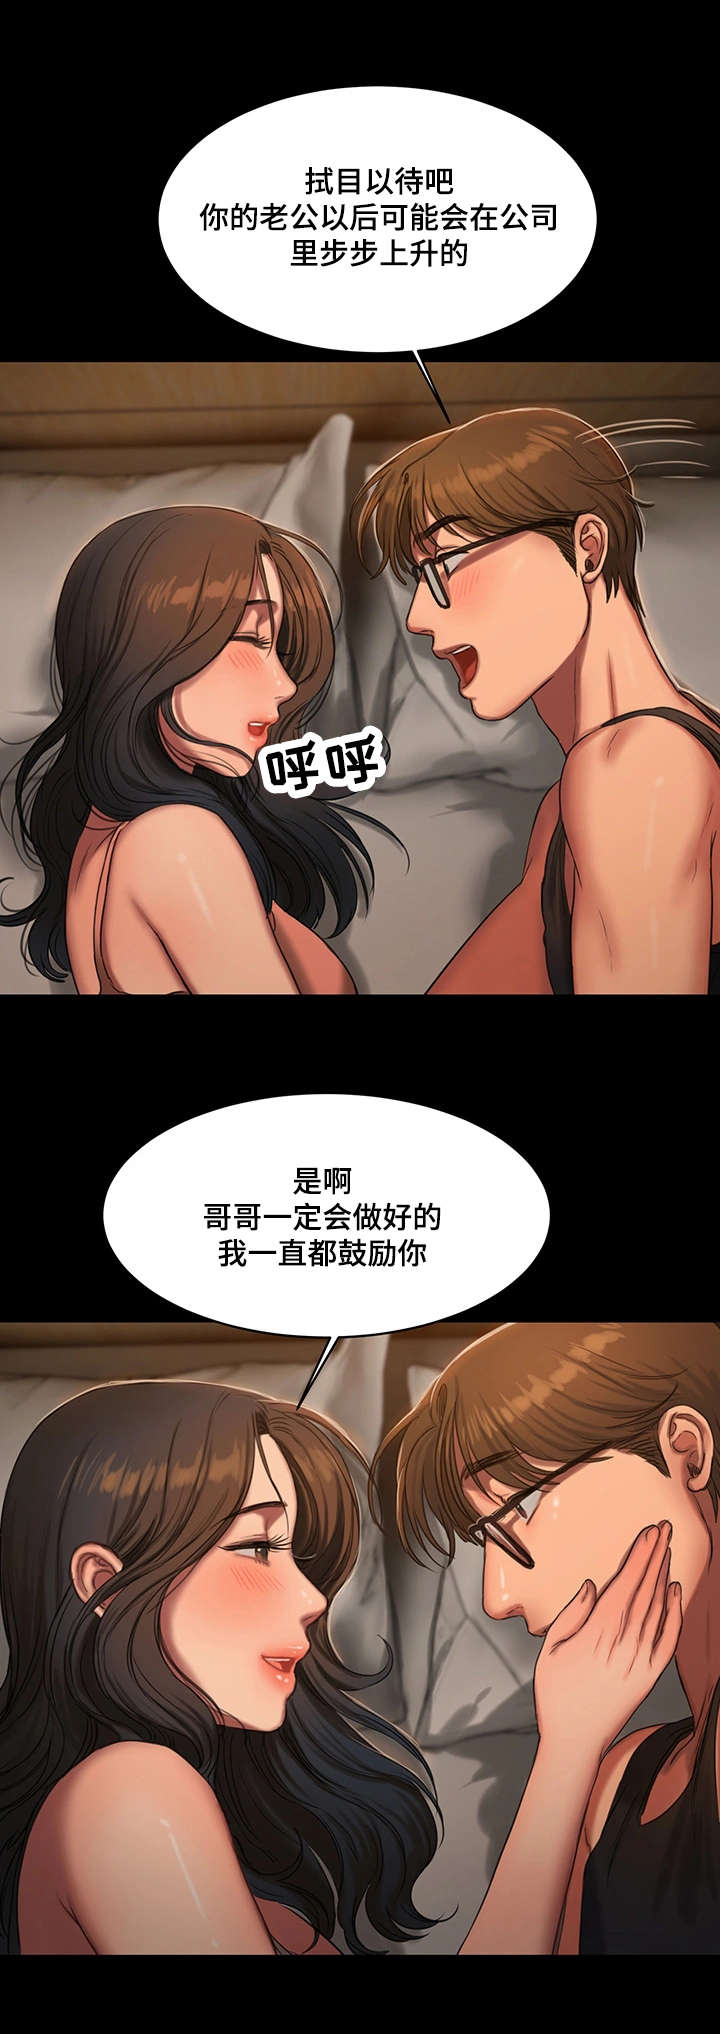 拭目以待吧
你的老公以后可能会在公司
里步步上升的
呼呼
是啊
哥哥一定会做好的
我一直都鼓励你